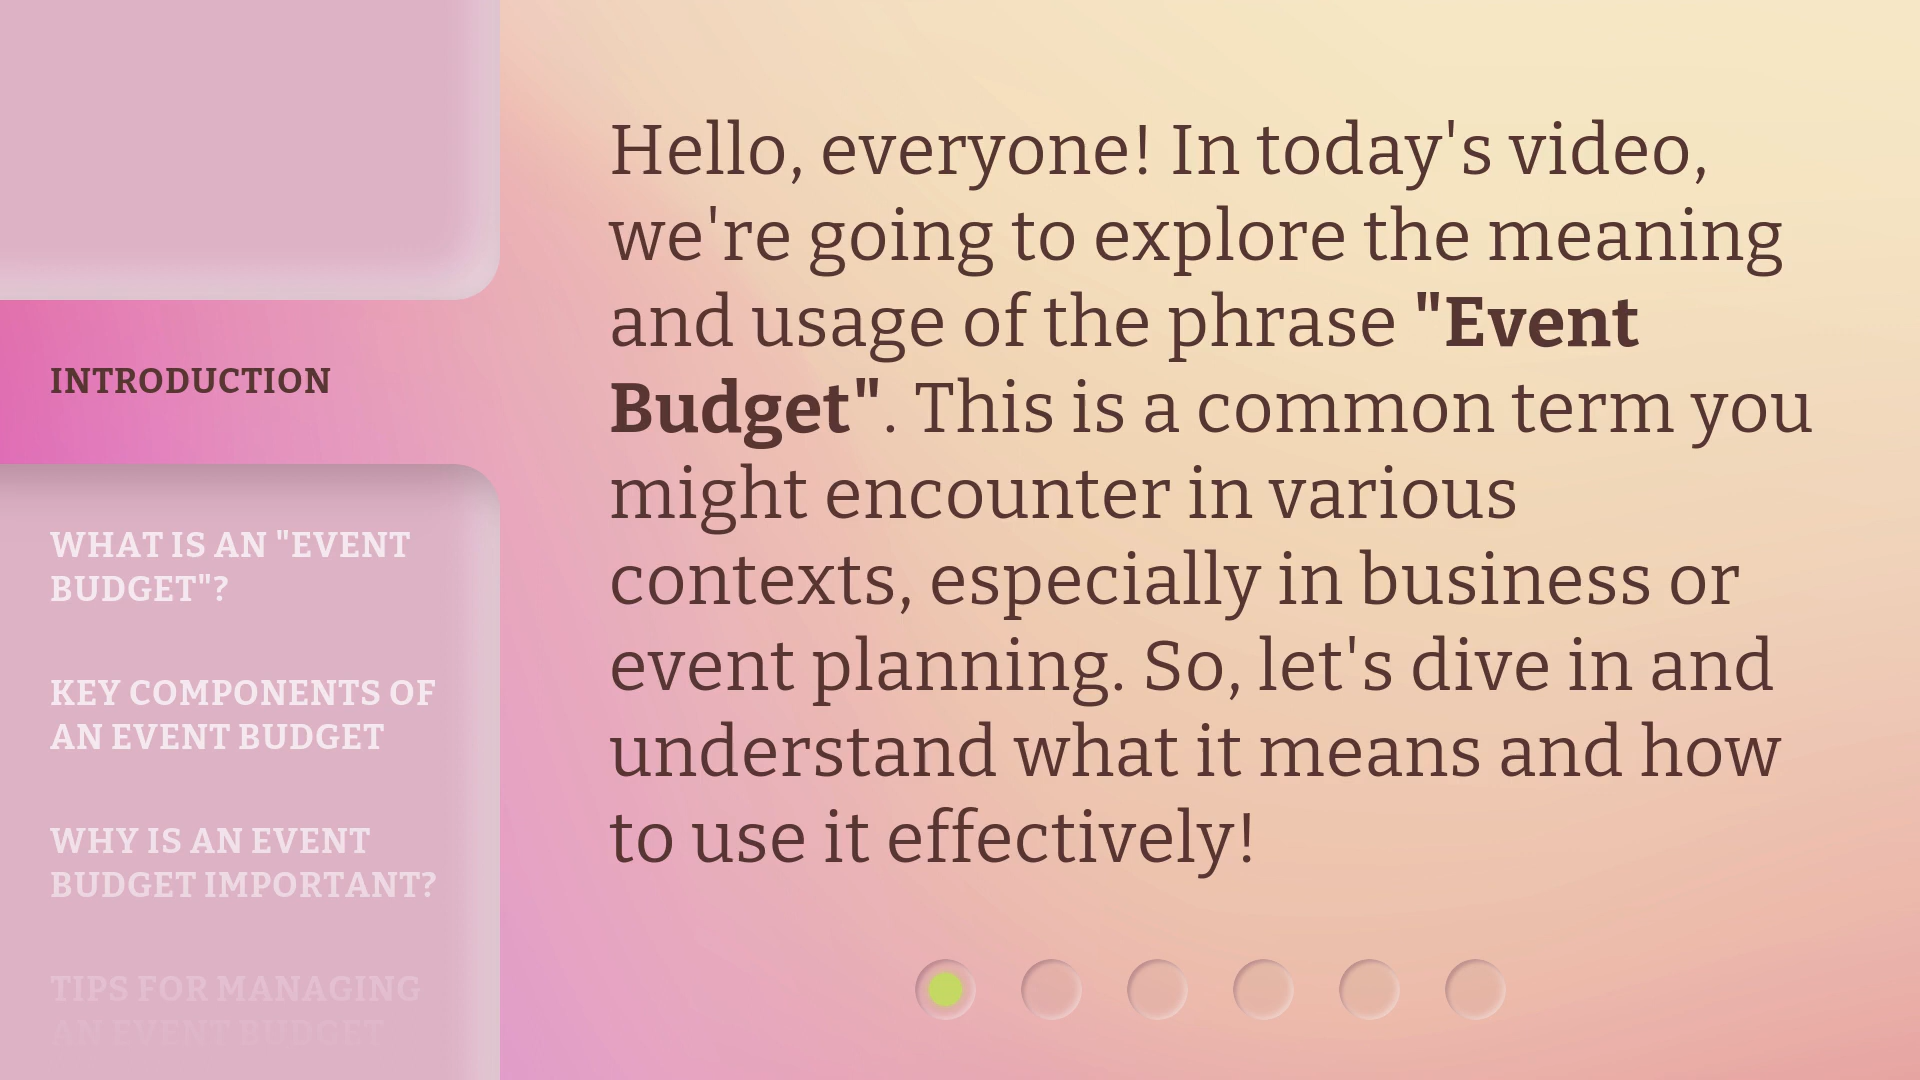 INTRODUCTION
WHAT IS AN "EVENT
BUDGET"?
KEY COMPONENTS OF
AN EVENT BUDGET
WHY IS AN EVENT
BUDGET IMPORTANT?
TIPS FOR MANAGING
AN EVENT BUDGET
Hello, everyone! In today's video,
we're going to explore the meaning
and usage of the phrase "Event
Budget". This is a common term you
might encounter in various
contexts, especially in business or
event planning. So, let's dive in and
understand what it means and how
to use it effectively!